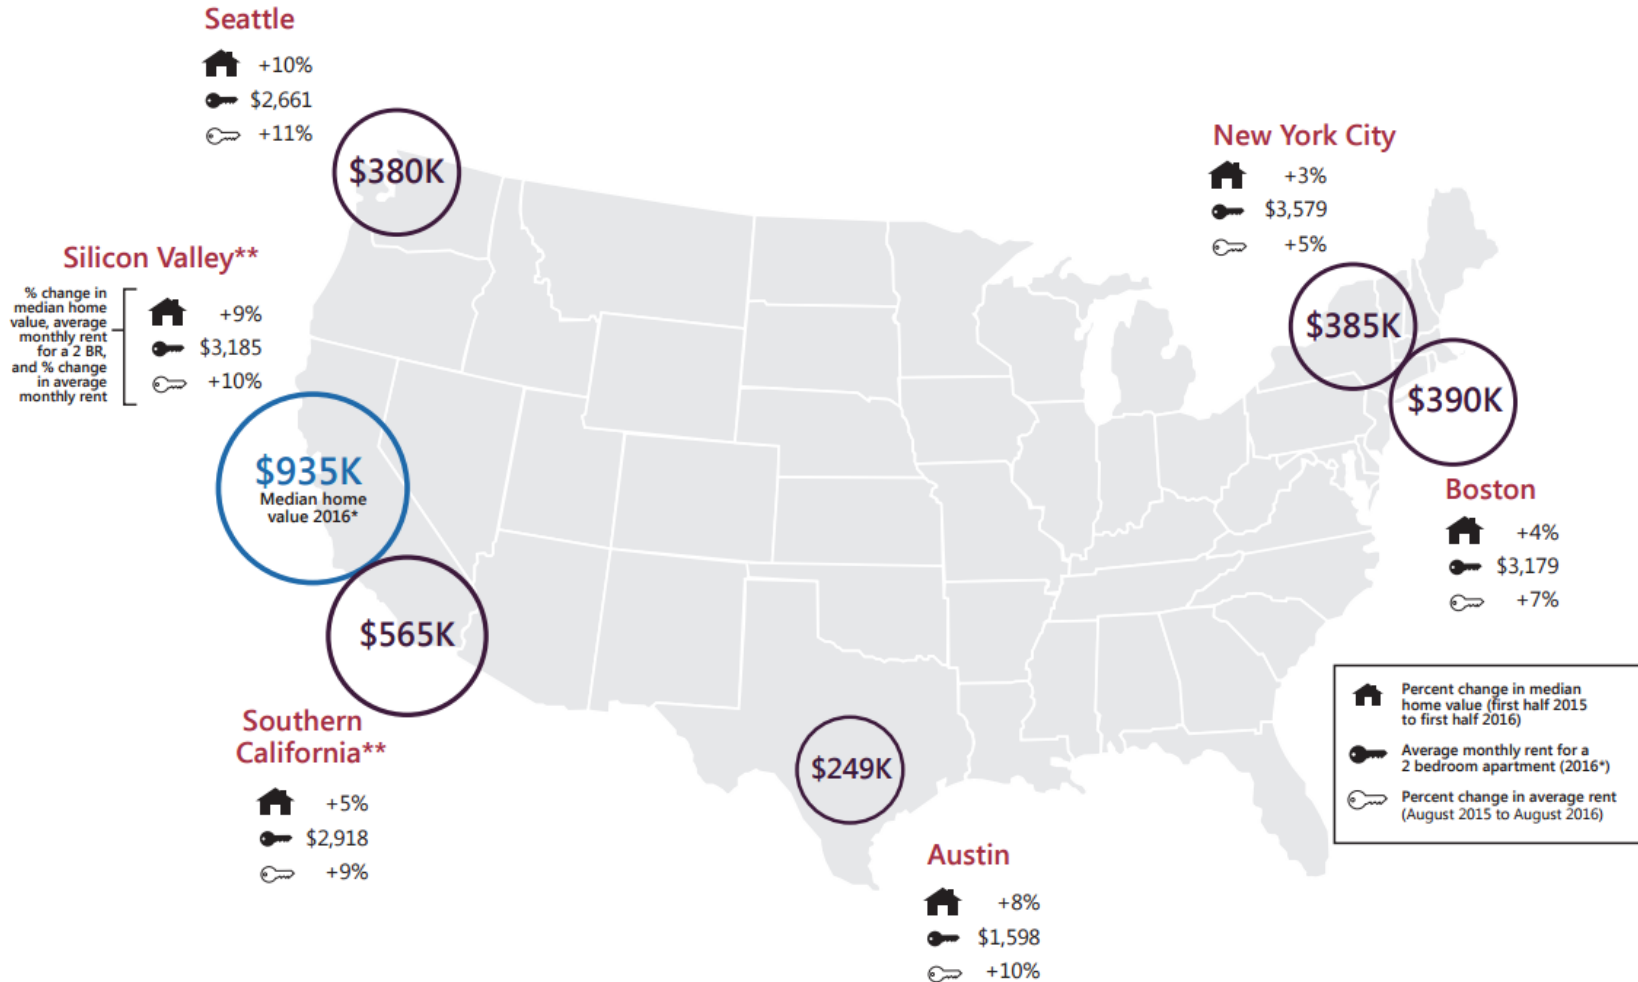 Seattle
+10%
$2,661
+11%
$380K
New York City
+3%
$3,579
+5%
$385K
Silicon Valley**
% change in
median home
value, average
monthly rent
for a 2 BR,
and % change
in average
monthly rent
+9%
$3,185
+10%
$935K
Median home
value 2016*
$390K
Boston
+4%
$3,179
+7%
$565K
Southern
California**
+5%
$2,918
+9%
$249K
Austin
+8%
$1,598
+10%
Percent change in median
home value (first half 2015
to first half 2016)
Average monthly rent for a
2 bedroom apartment (2016*)
Percent change in average rent
(August 2015 to August 2016)